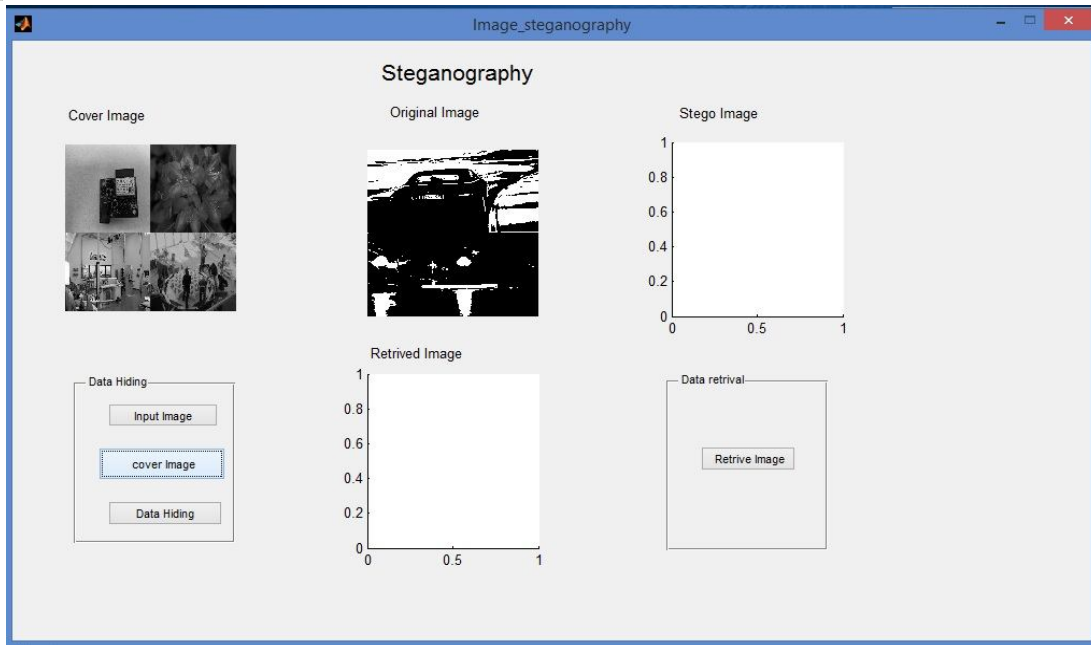 Image_steganography
Steganography
Cover Image
Original Image
Stego Image
1
0.8
0.6
0.4
0.2
0
0
0.5
1
Retrived Image
1
0.8
0.6
0.4
0.2
0
0
0.5
1
Data Hiding
Input Image
cover Image
Data Hiding
Data retrival
Retrive Image